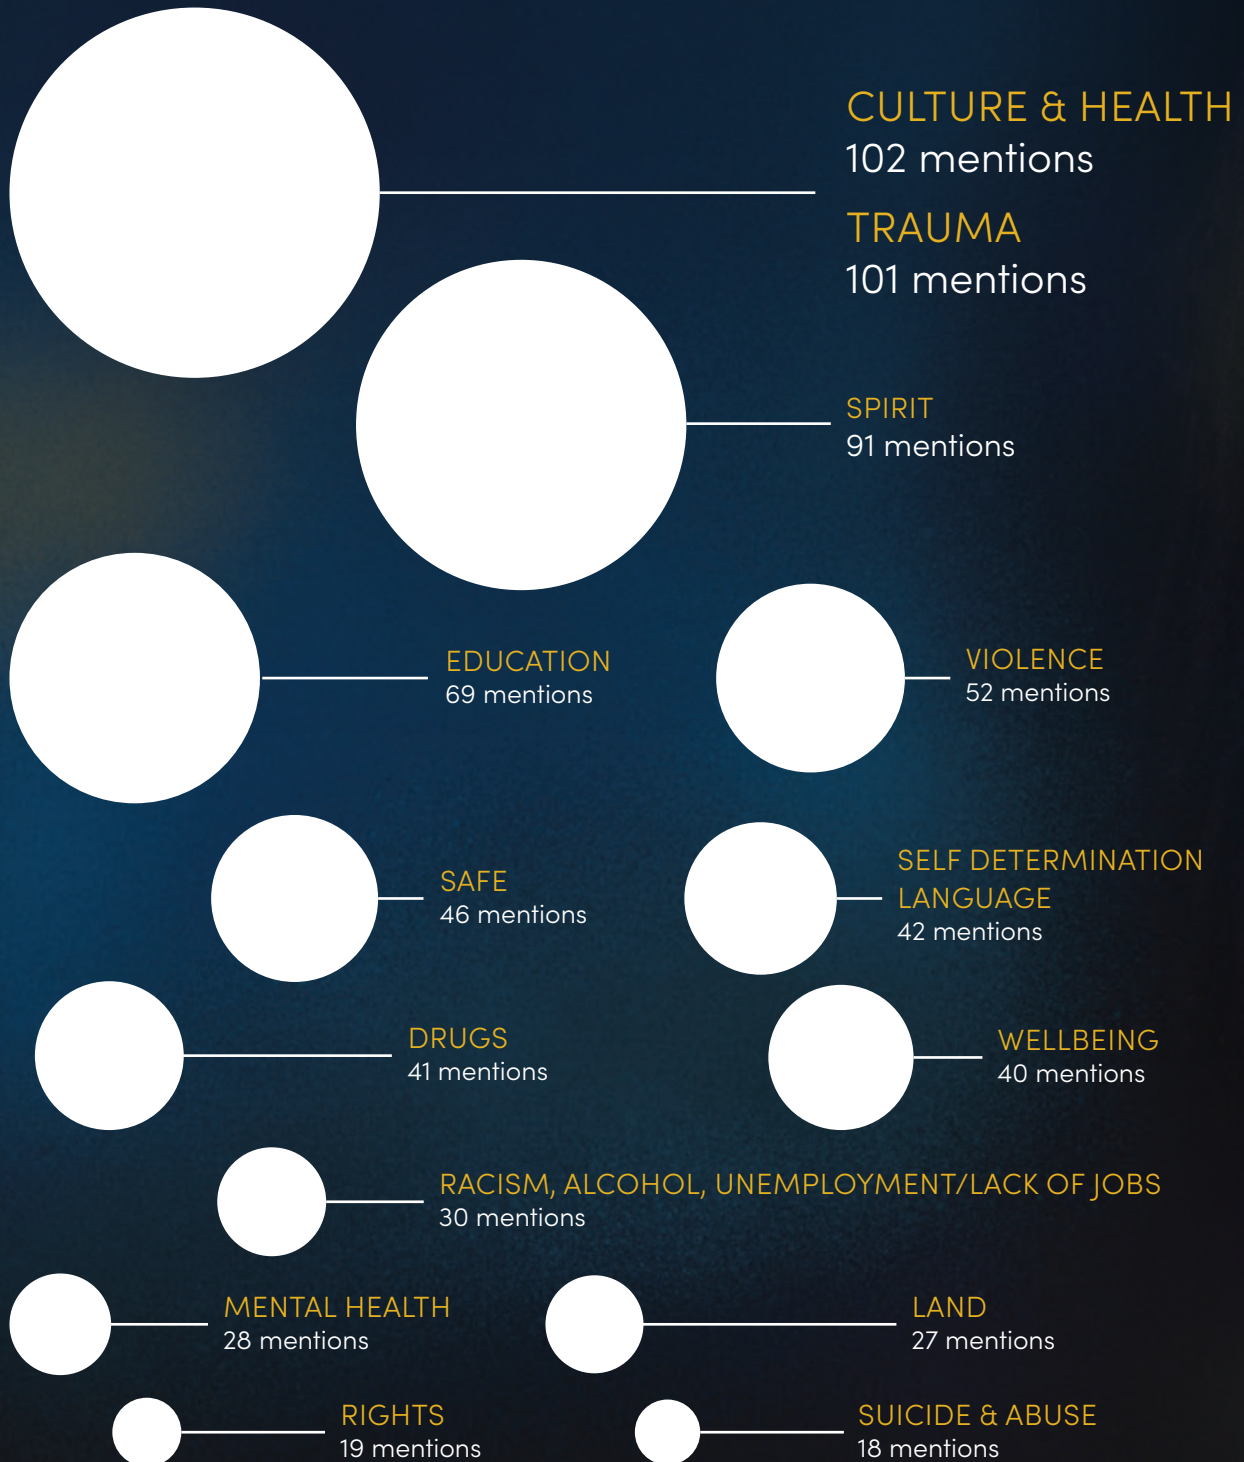 CULTURE & HEALTH
102 mentions
TRAUMA
101 mentions
SPIRIT
91 mentions
EDUCATION
69 mentions
VIOLENCE
52 mentions
SAFE
46 mentions
SELF DETERMINATION
LANGUAGE
42 mentions
DRUGS
41 mentions
WELLBEING
40 mentions
RACISM, ALCOHOL, UNEMPLOYMENT/LACK OF JOBS
30 mentions
MENTAL HEALTH
28 mentions
LAND
27 mentions
RIGHTS
19 mentions
SUICIDE & ABUSE
18 mentions